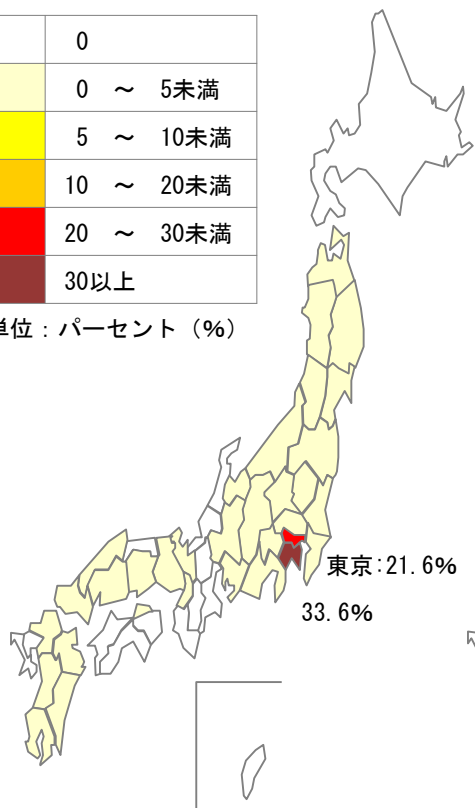 0
0 ～ 5未満
5 ～ 10未満
10 ～ 20未満
20 ～ 30未満
30以上
単位：パーセント（%）
東京:21.6%
33.6%